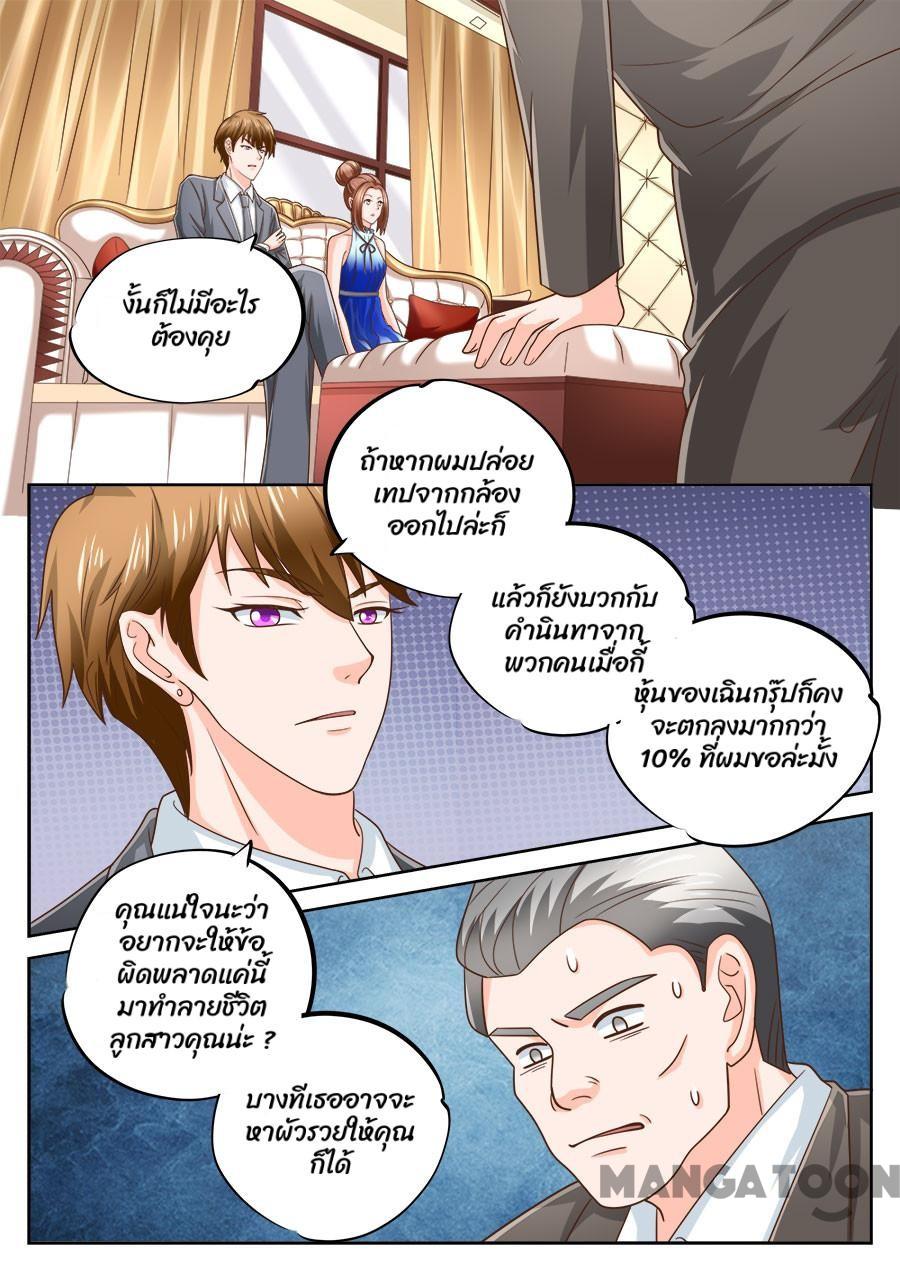 งั้นก็ไม่มีอะไร
ต้องคุย
ถ้าหากผมปล่อย
เทปจากกล้อง
ออกไปล่ะก็
แล้วก็ยังบวกกับ
คำนินทาจาก
พวกคนเมื่อกี้
หุ้นของเฉินกรุ๊ปก็คง
จะตกลงมากกว่า
10% ที่ผมขอล่ะมั้ง
คุณแน่ใจนะว่า
อยากจะให้ข้อ
ผิดพลาดแค่นี้
มาทำลายชีวิต
ลูกสาวคุณน่ะ ?
บางทีเธออาจจะ
หาผัวรวยให้คุณ
ก็ได้
MANGATOON